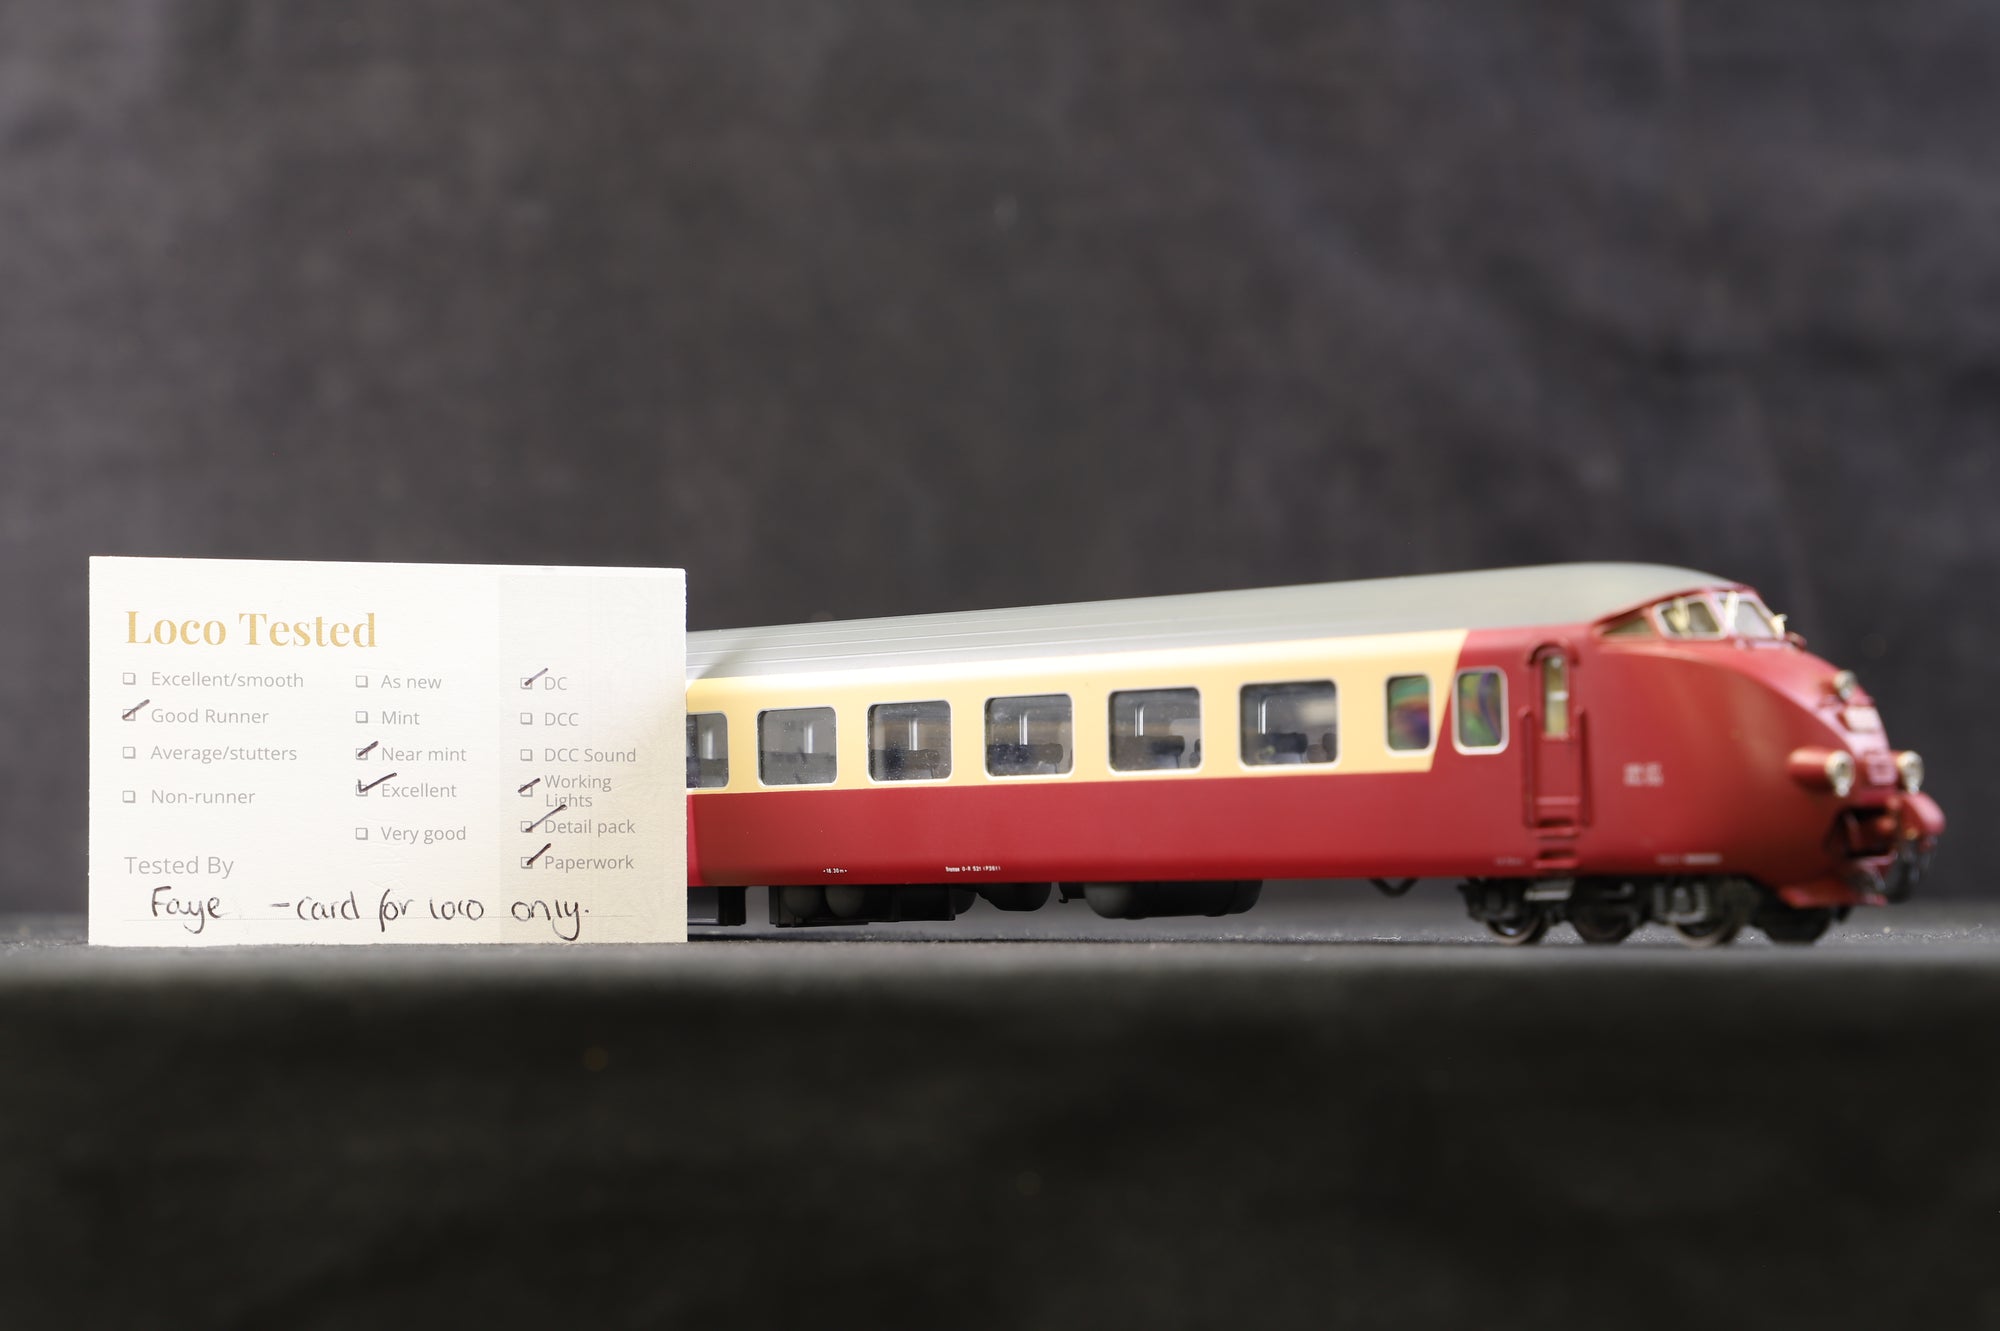 Loco Tested
Excellent/smooth
Good Runner
Average/stutters
Non-runner
As new
Mint
Near mint
Excellent
Very good
DC
DCC
DCC Sound
Working
Lights
Detail pack
Paperwork
Tested By
Faye - card for loco only.